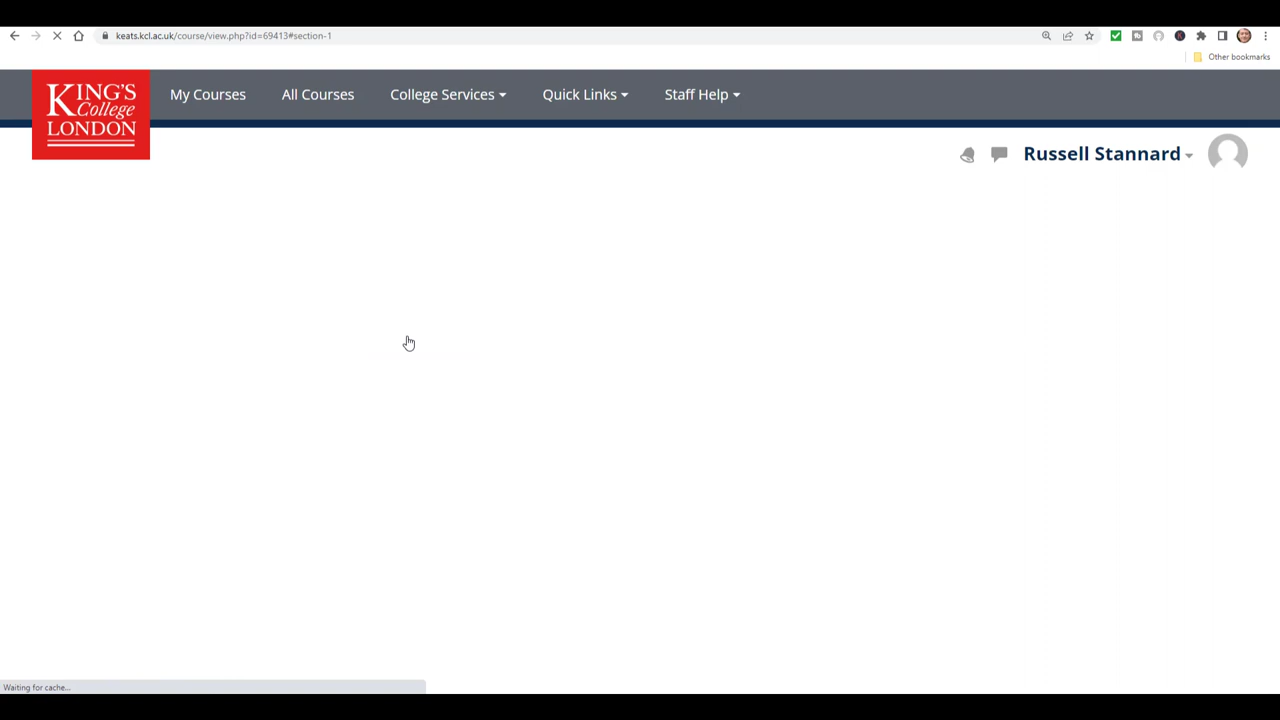 keats.kcl.ac.uk/course/view.php?id=69413#section-1
Other bookmarks
KING'S
College
LONDON
My Courses
All Courses
College Services
Quick Links
Staff Help
Russell Stannard
Waiting for cache...